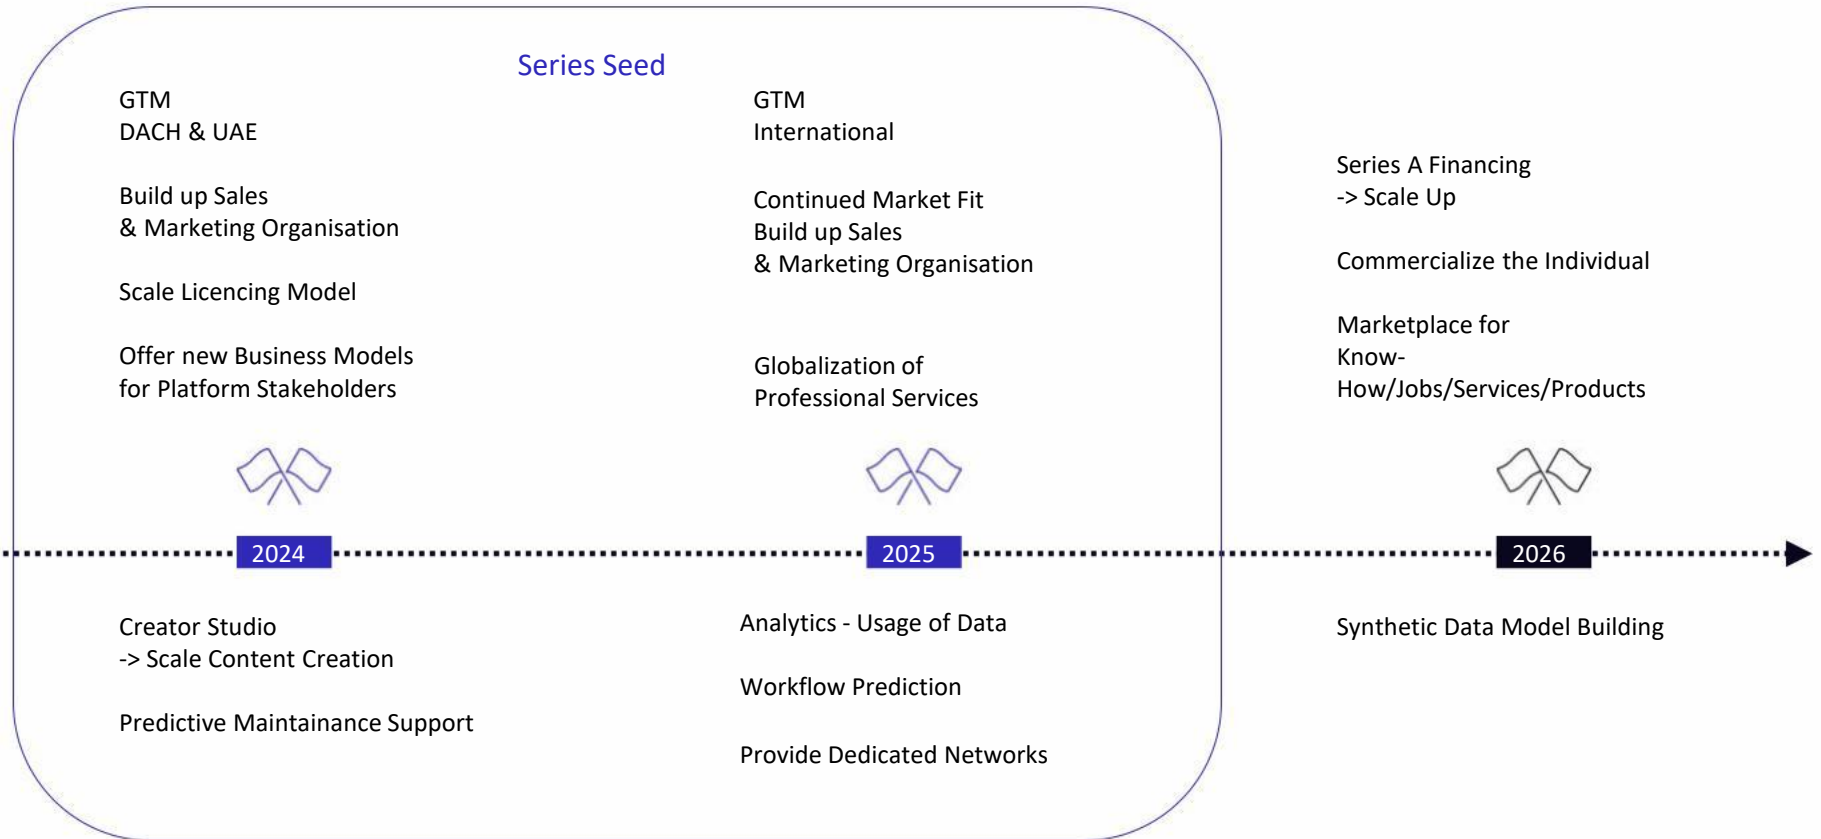 Series Seed
GTM
DACH & UAE
Build up Sales
& Marketing Organisation
Scale Licencing Model
Offer new Business Models
for Platform Stakeholders
GTM
International
Continued Market Fit
Build up Sales
& Marketing Organisation
Globalization of
Professional Services
Series A Financing
-> Scale Up
Commercialize the Individual
Marketplace for
Know-
How/Jobs/Services/Products
2024
2025
2026
Creator Studio
-> Scale Content Creation
Predictive Maintainance Support
Analytics - Usage of Data
Workflow Prediction
Provide Dedicated Networks
Synthetic Data Model Building